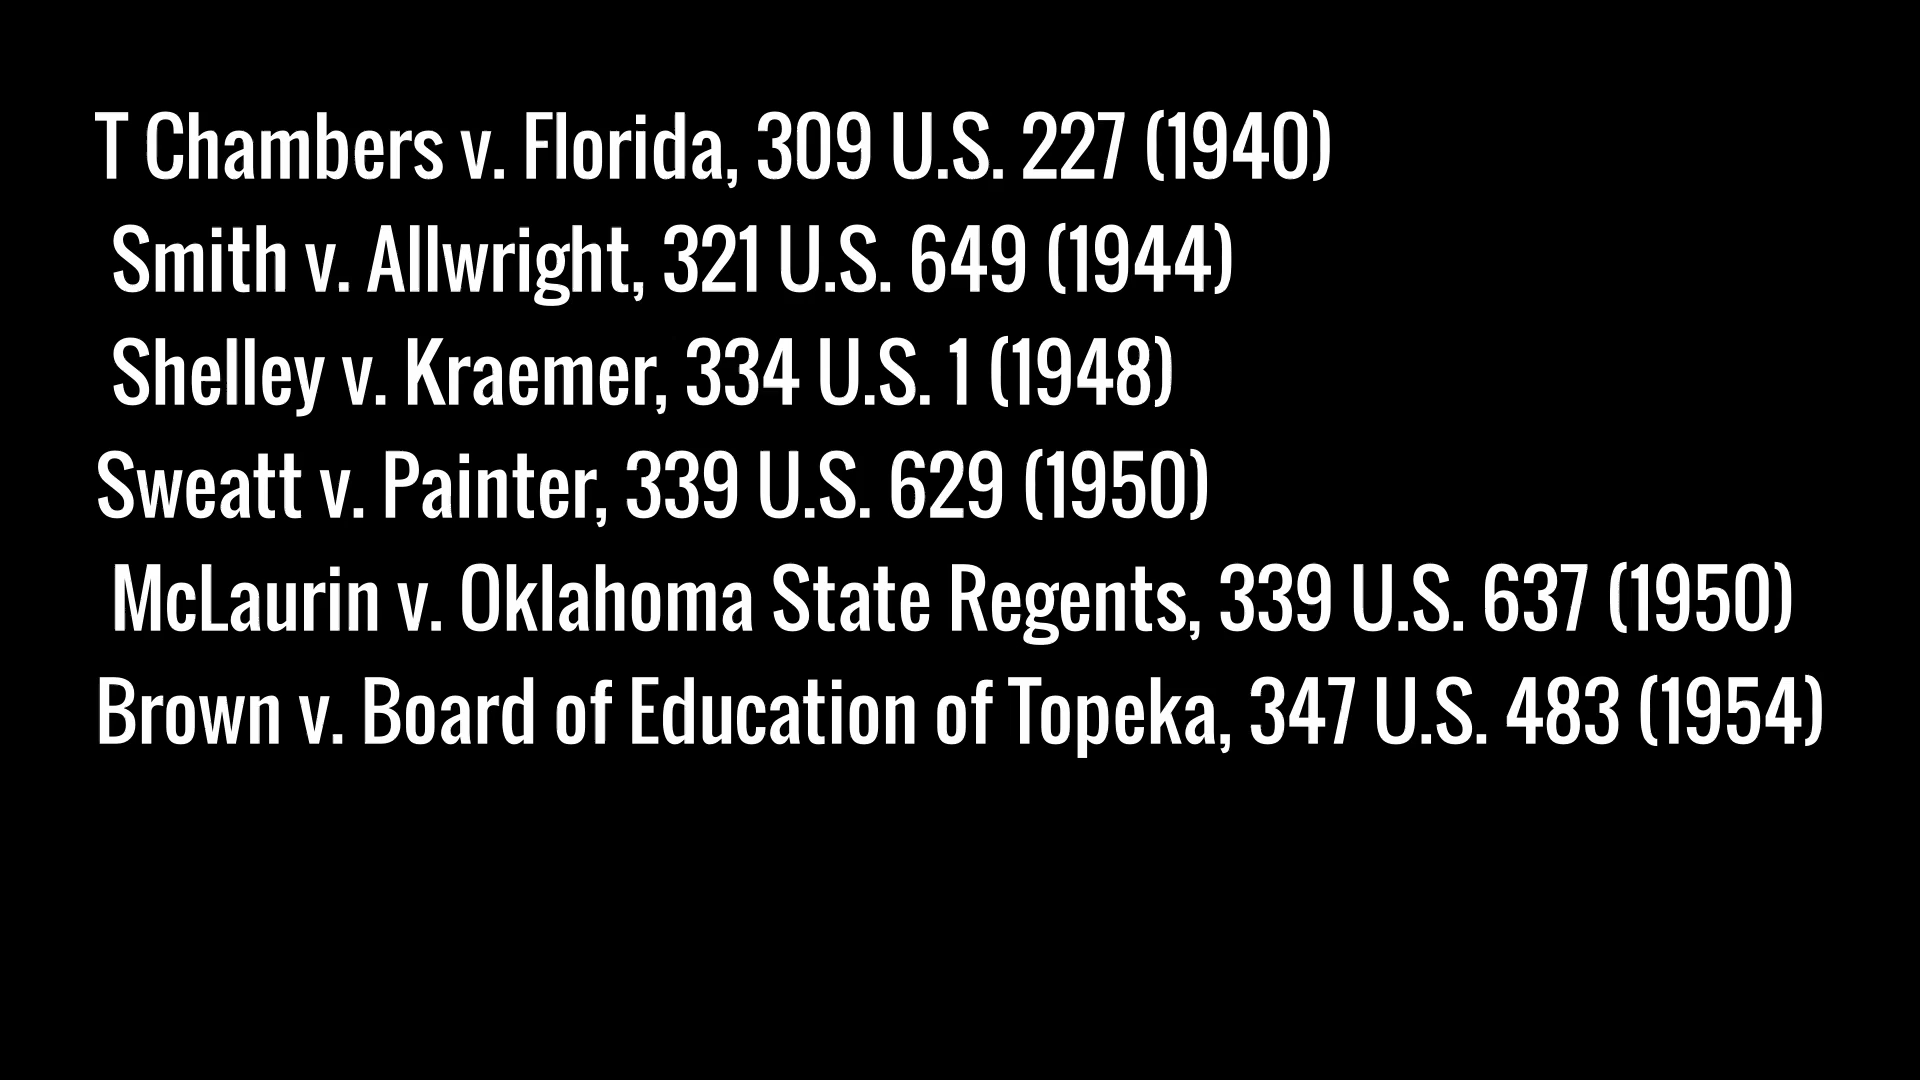 T Chambers v. Florida, 309 U.S. 227 (1940)
Smith v. Allwright, 321 U.S. 649 (1944)
Shelley v. Kraemer, 334 U.S. 1 (1948)
Sweatt v. Painter, 339 U.S. 629 (1950)
McLaurin v. Oklahoma State Regents, 339 U.S. 637 (1950)
Brown v. Board of Education of Topeka, 347 U.S. 483 (1954)